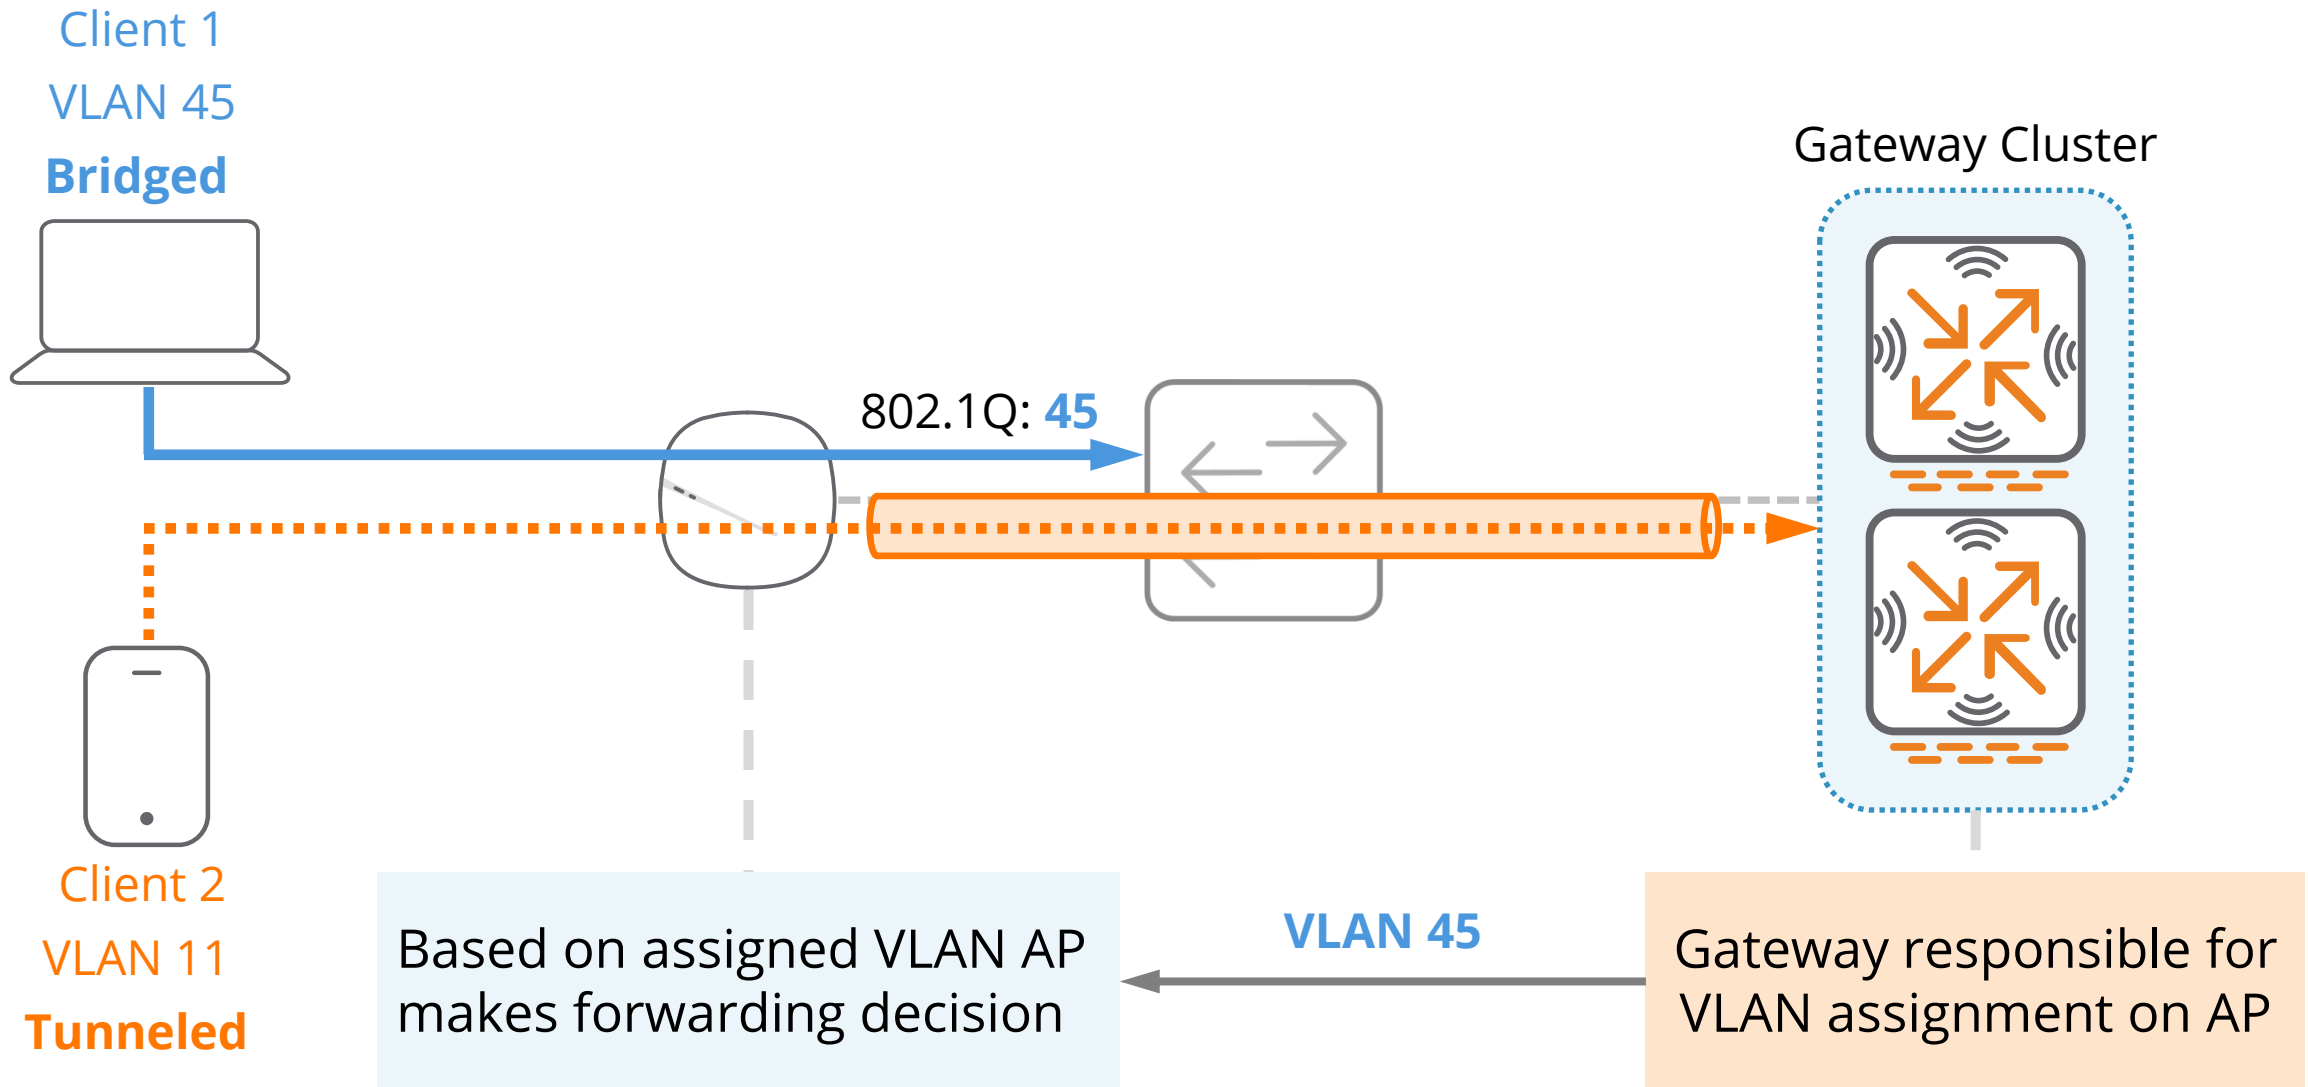 Client 1
VLAN 45
Bridged
Gateway Cluster
802.1Q: 45
Client 2
VLAN 11
Tunneled
Based on assigned VLAN AP
makes forwarding decision
VLAN 45
Gateway responsible for
VLAN assignment on AP